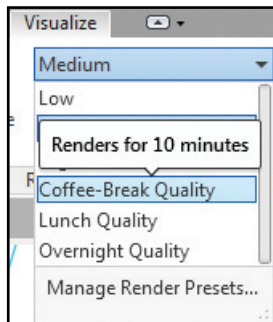 Visualize
Medium
Low
Renders for 10 minutes
Coffee-Break Quality
Lunch Quality
Overnight Quality
Manage Render Presets...